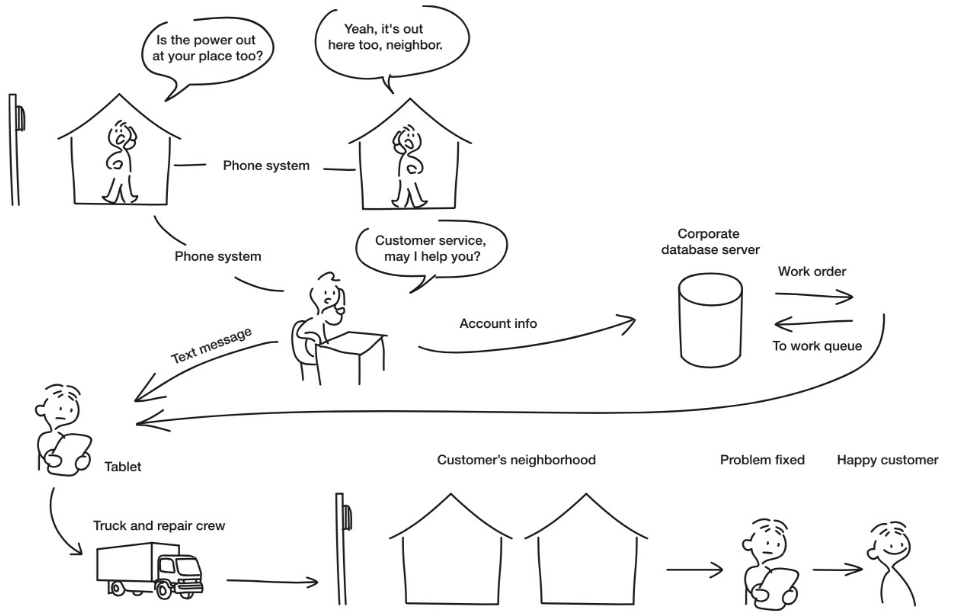 Is the power out
at your place too?
Yeah, it's out
here too, neighbor.
Phone system
Phone system
Customer service,
may I help you?
Corporate
database server
Work order
Account info
To work queue
Text message
Tablet
Customer's neighborhood
Problem fixed
Happy customer
Truck and repair crew